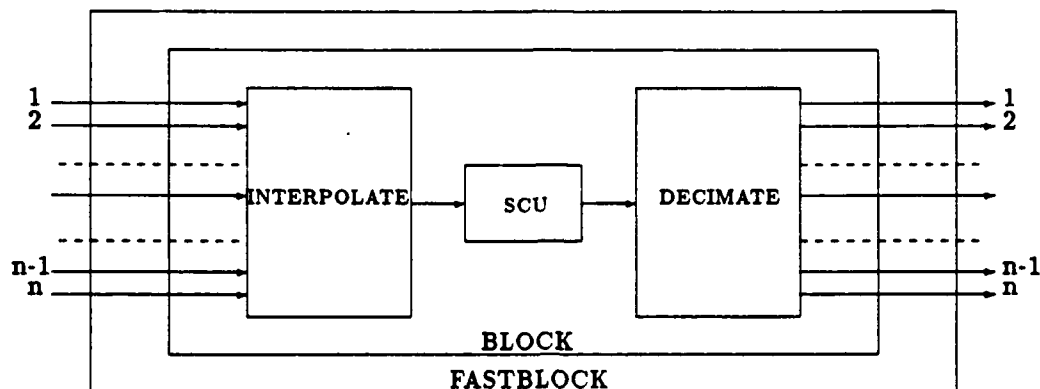 1 1
2 2
INTERPOLATE SCU DECIMATE
n-1 n-1
n n
BLOCK
FASTBLOCK